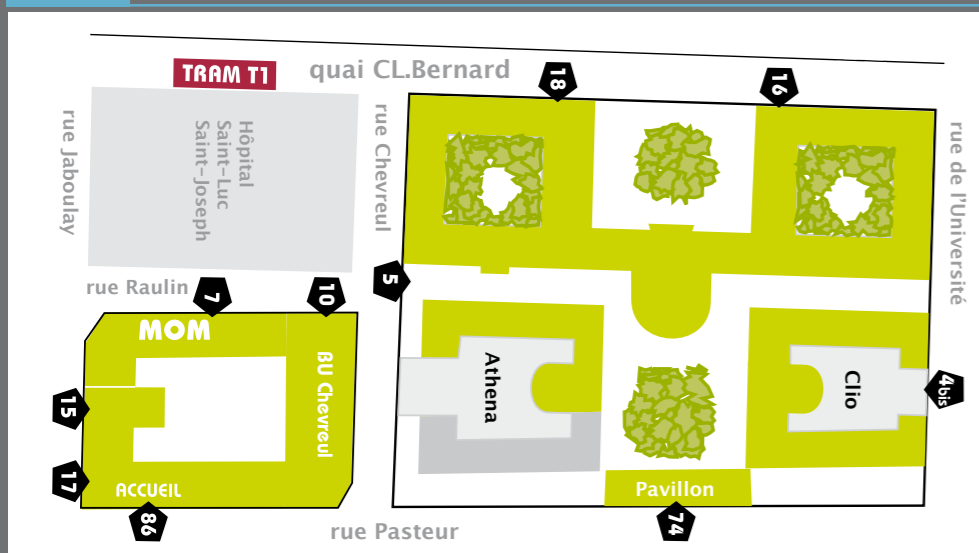 TRAM T1
quai CL.Bernard
18
16
rue Jaboulay
Hôpital
Saint-Luc
Saint-Joseph
rue Chevreul
rue de l'Université
5
rue Raulin
7
10
MOM
BU Chevreul
Athena
Clio
4bis
15
17
ACCUEIL
86
Pavillon
74
rue Pasteur